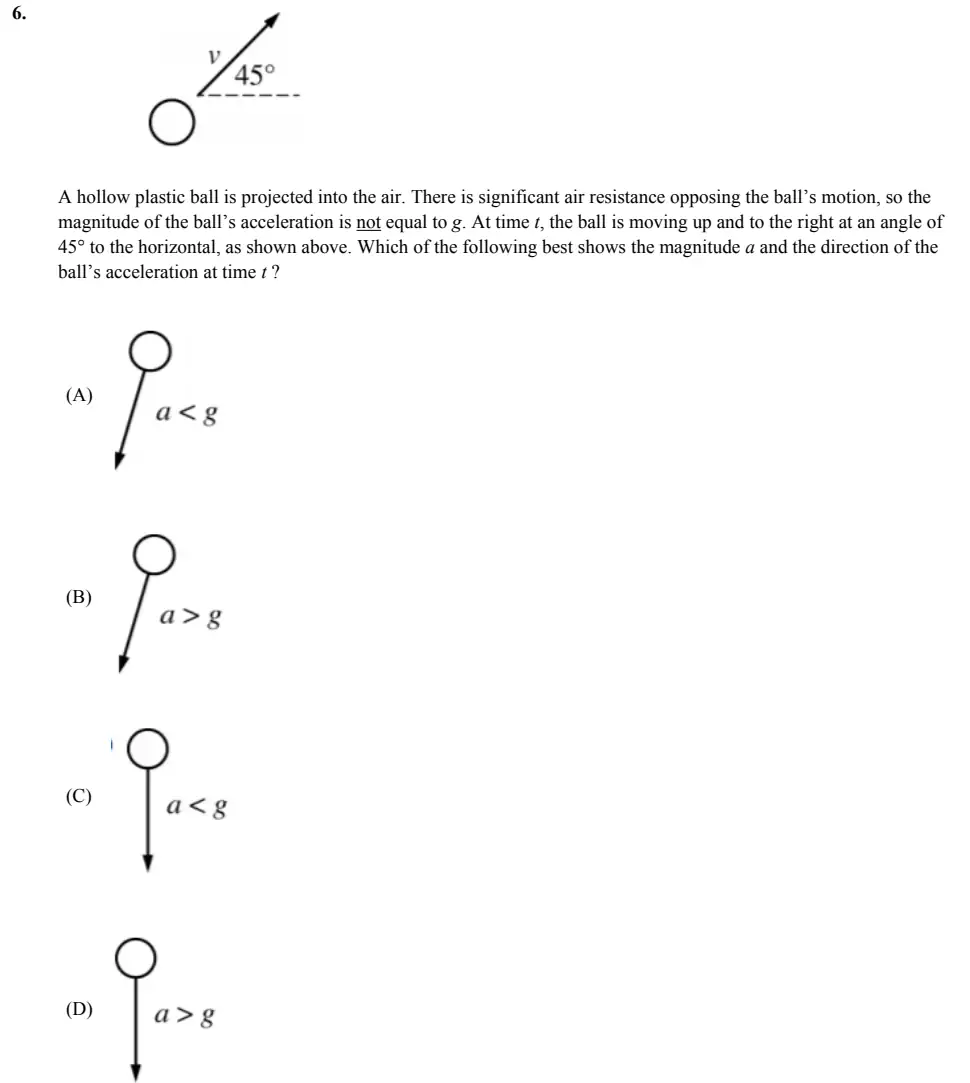 6.
v
45°
A hollow plastic ball is projected into the air. There is significant air resistance opposing the ball’s motion, so the
magnitude of the ball’s acceleration is not equal to g. At time t, the ball is moving up and to the right at an angle of
45° to the horizontal, as shown above. Which of the following best shows the magnitude a and the direction of the
ball’s acceleration at time t ?
(A)
a < g
(B)
a > g
(C)
a < g
(D)
a > g